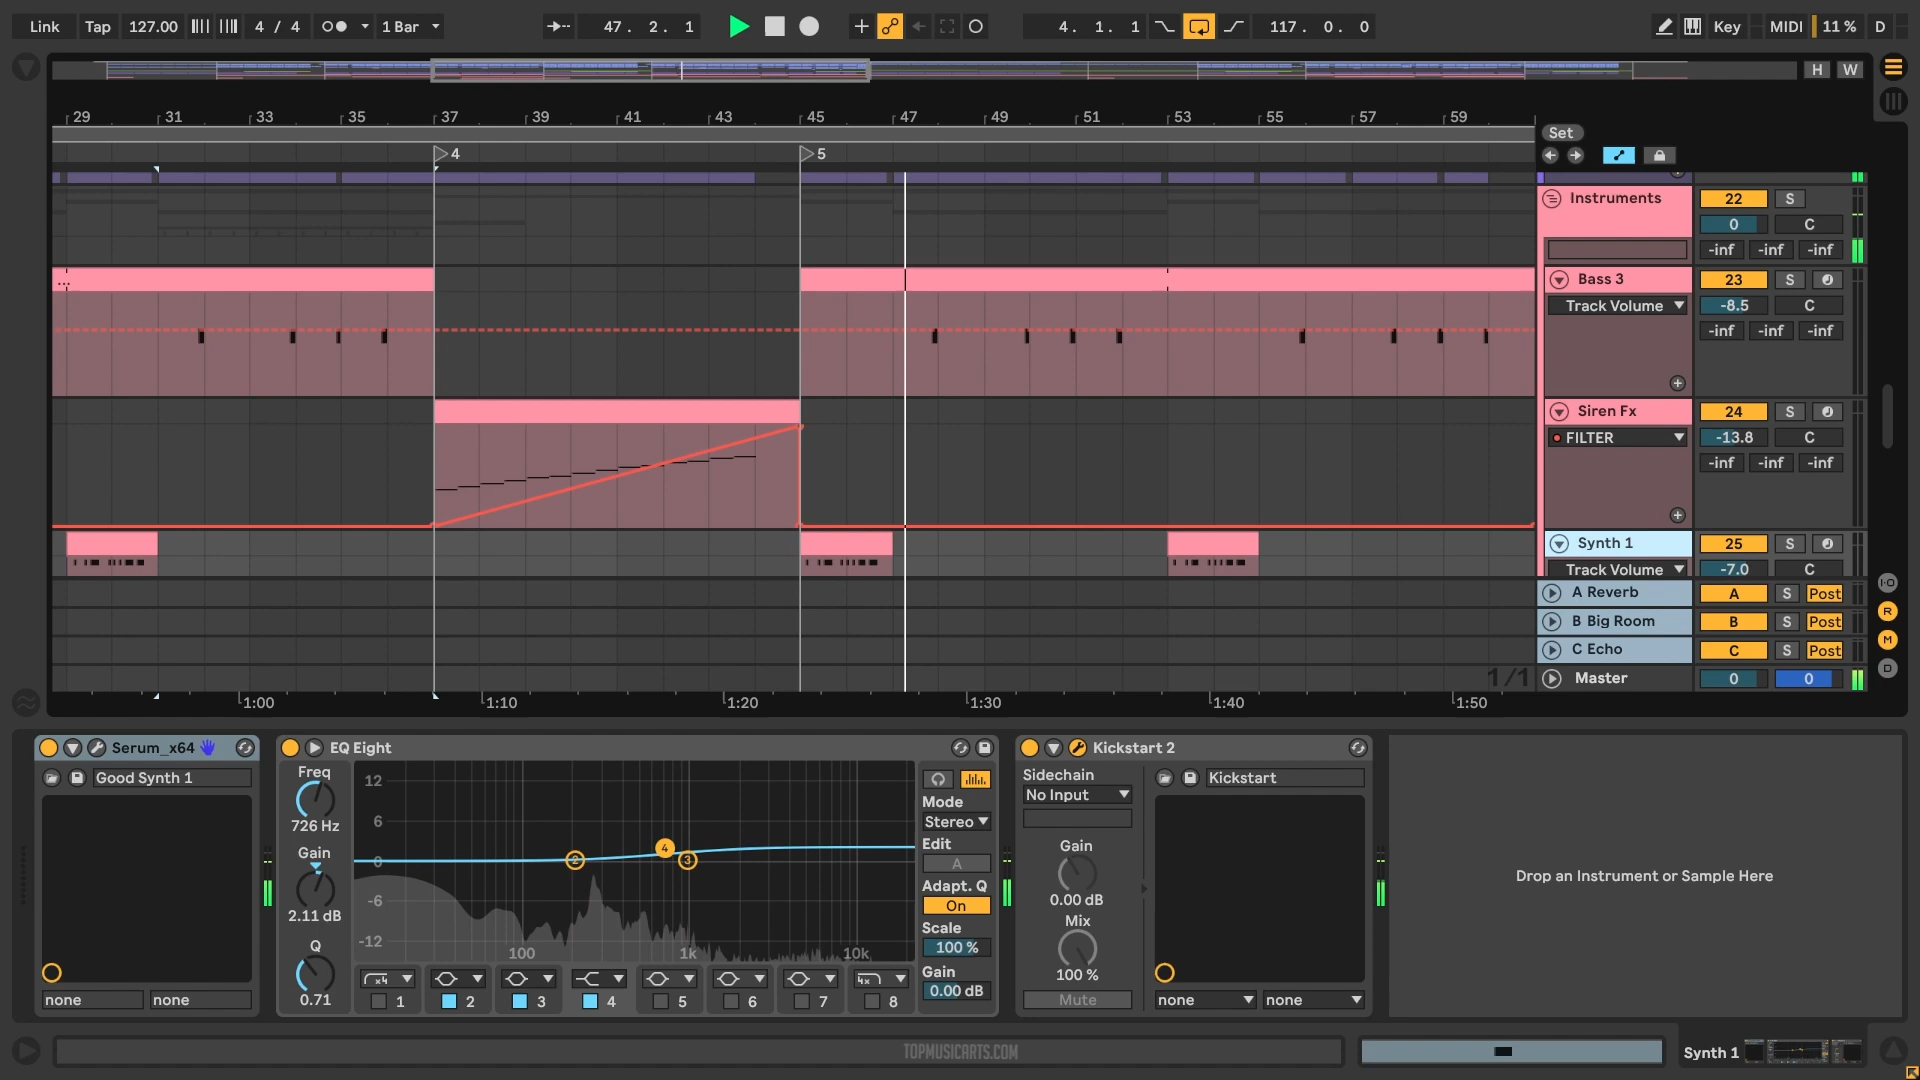 Link Tap 127.00 4 / 4 1 Bar 47. 2. 1 4. 1. 1 117. 0. 0 Key MIDI 11 % D
H W
29 31 33 35 37 39 41 43 45 47 49 51 53 55 57 59
Set
4 5
Instruments 22 S
0 C
-inf -inf -inf
Bass 3 23 S
Track Volume -8.5 C
-inf -inf -inf
Siren Fx 24 S
FILTER -13.8 C
-inf -inf -inf
Synth 1 25 S
Track Volume -7.0 C
A Reverb A S Post
B Big Room B S Post
C Echo C S Post
1/1 Master 0 0
I-O
R
M
D
1:00 1:10 1:20 1:30 1:40 1:50
Serum_x64
Good Synth 1
none none
EQ Eight
Freq
726 Hz
Gain
2.11 dB
Q
0.71
12
6
0
-6
-12
100 1k 10k
2 4 3
x4 4x
1 2 3 4 5 6 7 8
Mode
Stereo
Edit
A
Adapt. Q
On
Scale
100 %
Gain
0.00 dB
Kickstart 2
Sidechain
No Input
Gain
0.00 dB
Mix
100 %
Mute
Kickstart
none none
Drop an Instrument or Sample Here
TOPMUSICARTS.COM
Synth 1